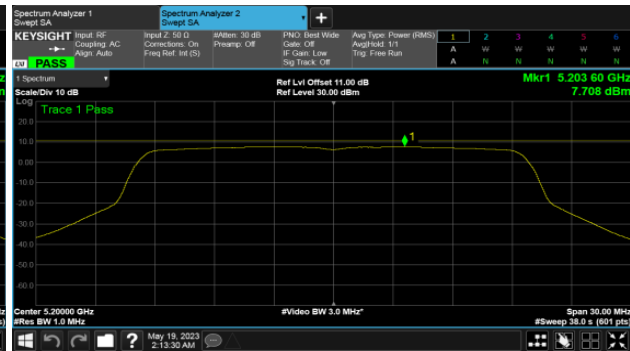 Spectrum Analyzer 1
Swept SA
Spectrum Analyzer 2
Swept SA
+
KEYSIGHT
Input: RF
Coupling: AC
Align: Auto
Input Z: 50 Ω
Corrections: On
Freq Ref: Int (S)
#Atten: 30 dB
Preamp: Off
PNO: Best Wide
Gate: Off
IF Gain: Low
Sig Track: Off
Avg Type: Power (RMS)
Avg|Hold: 1/1
Trig: Free Run
1 2 3 4 5 6
A W W W W W
A N N N N N
LXI PASS
1 Spectrum
Scale/Div 10 dB
Ref Lvl Offset 11.00 dB
Ref Level 30.00 dBm
Mkr1 5.203 60 GHz
7.708 dBm
Log
Trace 1 Pass
1
20.0
10.0
0.00
-10.0
-20.0
-30.0
-40.0
-50.0
-60.0
Center 5.20000 GHz
#Video BW 3.0 MHz*
Span 30.00 MHz
#Res BW 1.0 MHz
#Sweep 38.0 s (601 pts)
?
May 19, 2023
2:13:30 AM